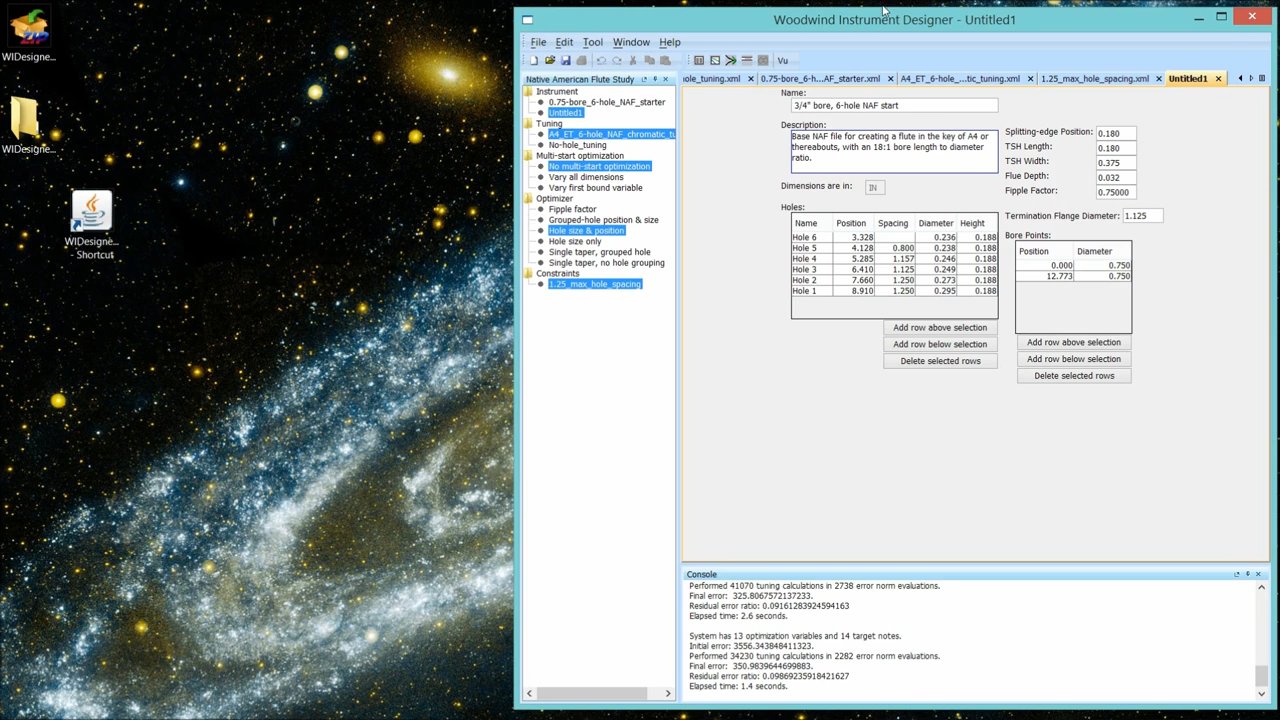 ZIP
WIDesigne...
WIDesigne...
WIDesigne...
- Shortcut
Woodwind Instrument Designer - Untitled1
File Edit Tool Window Help
Vu
Native American Flute Study
Instrument
0.75-bore_6-hole_NAF_starter
Untitled1
Tuning
A4_ET_6-hole_NAF_chromatic_tu
No-hole_tuning
Multi-start optimization
No multi-start optimization
Vary all dimensions
Vary first bound variable
Optimizer
Fipple factor
Grouped-hole position & size
Hole size & position
Hole size only
Single taper, grouped hole
Single taper, no hole grouping
Constraints
1.25_max_hole_spacing
ole_tuning.xml 0.75-bore_6-h...AF_starter.xml A4_ET_6-hole_...tic_tuning.xml 1.25_max_hole_spacing.xml Untitled1
Name:
3/4" bore, 6-hole NAF start
Description:
Base NAF file for creating a flute in the key of A4 or
thereabouts, with an 18:1 bore length to diameter
ratio.
Dimensions are in: IN
Holes:
Name Position Spacing Diameter Height
Hole 6 3.328 0.236 0.188
Hole 5 4.128 0.800 0.238 0.188
Hole 4 5.285 1.157 0.246 0.188
Hole 3 6.410 1.125 0.249 0.188
Hole 2 7.660 1.250 0.273 0.188
Hole 1 8.910 1.250 0.295 0.188
Add row above selection
Add row below selection
Delete selected rows
Splitting-edge Position: 0.180
TSH Length: 0.180
TSH Width: 0.375
Flue Depth: 0.032
Fipple Factor: 0.75000
Termination Flange Diameter: 1.125
Bore Points:
Position Diameter
0.000 0.750
12.773 0.750
Add row above selection
Add row below selection
Delete selected rows
Console
Performed 41070 tuning calculations in 2738 error norm evaluations.
Final error: 325.8067572137233.
Residual error ratio: 0.09161283924594163
Elapsed time: 2.6 seconds.
System has 13 optimization variables and 14 target notes.
Initial error: 3556.343848411323.
Performed 34230 tuning calculations in 2282 error norm evaluations.
Final error: 350.9839644699883.
Residual error ratio: 0.09869235918421627
Elapsed time: 1.4 seconds.